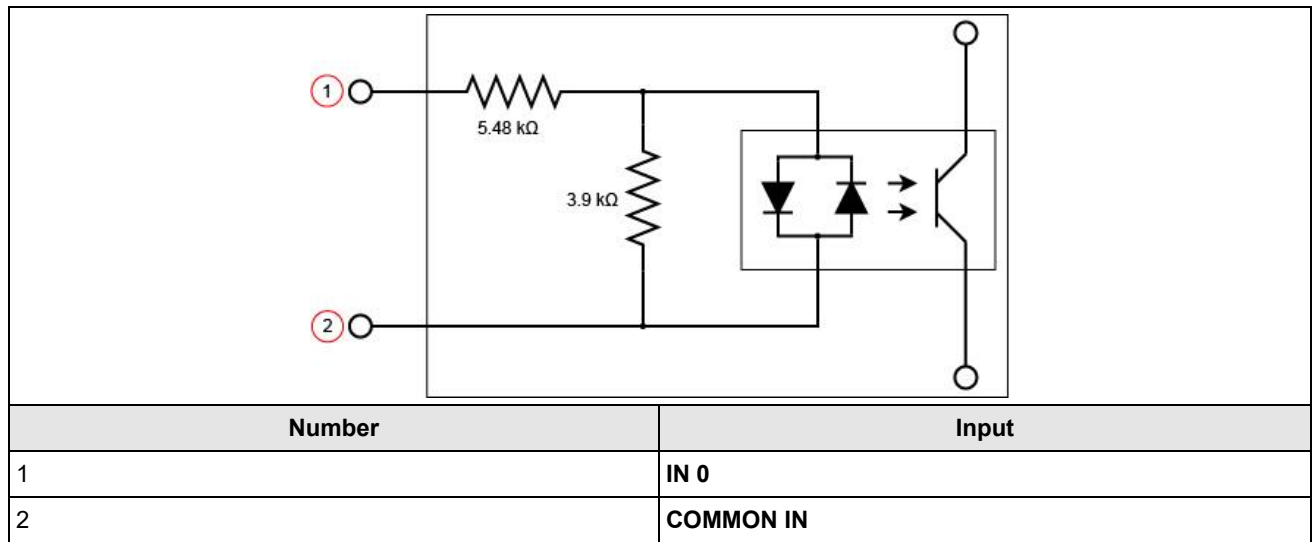 1
5.48 kΩ
3.9 kΩ
2
Number Input
1 IN 0
2 COMMON IN